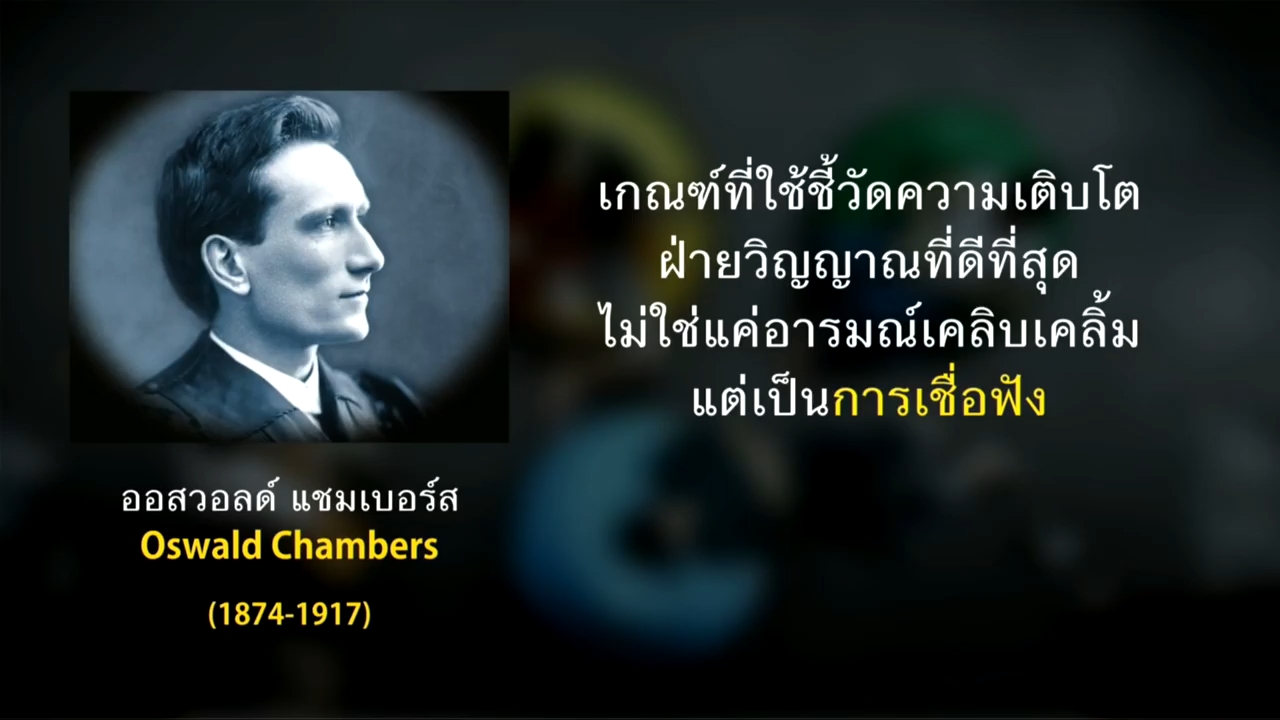 เกณฑ์ที่ใช้ชี้วัดความเติบโต
ฝ่ายวิญญาณที่ดีที่สุด
ไม่ใช่แค่อารมณ์เคลิบเคลิ้ม
แต่เป็นการเชื่อฟัง
ออสวอลด์ แชมเบอร์ส
Oswald Chambers
(1874-1917)